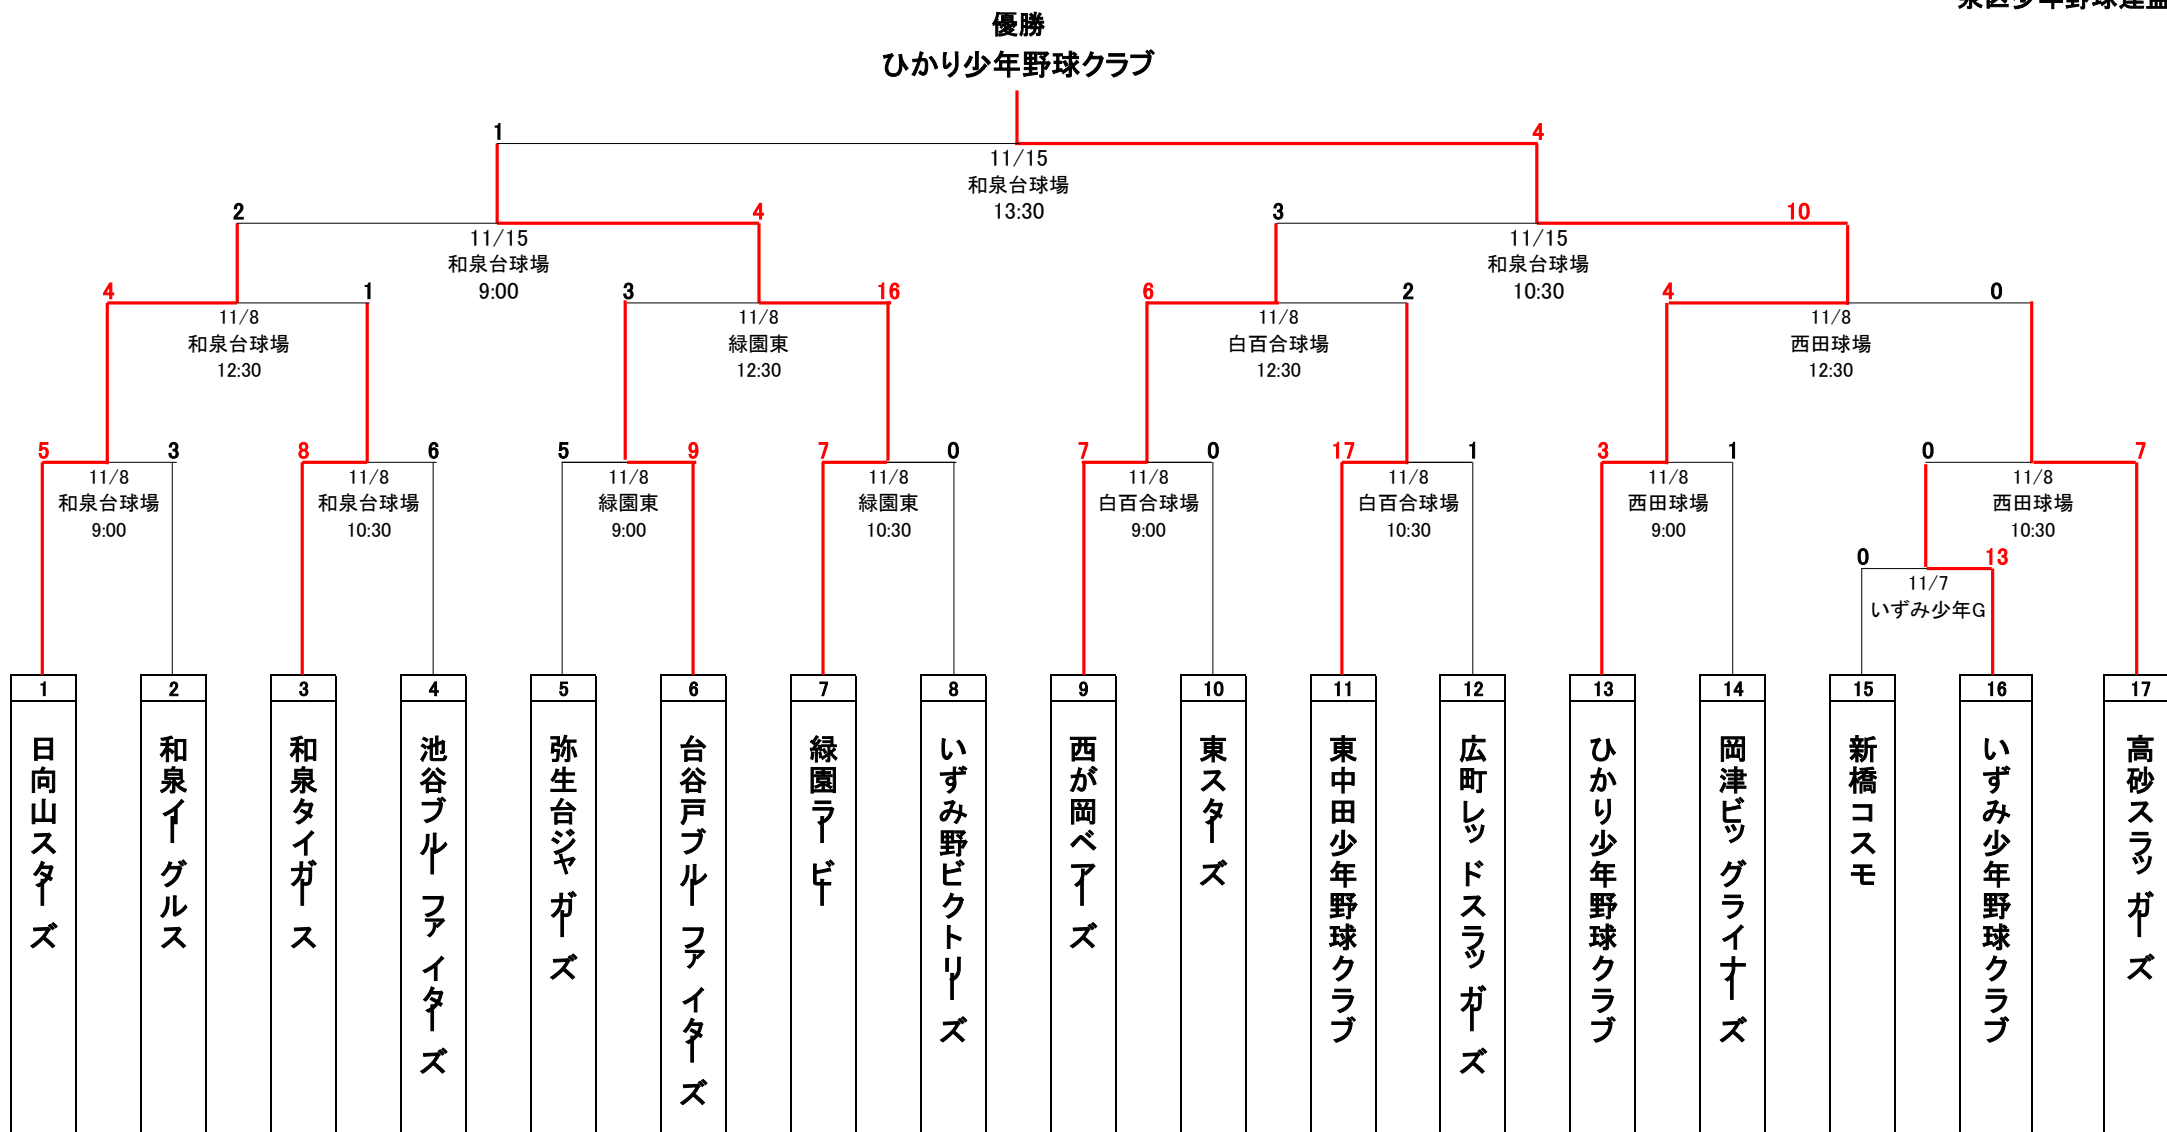 優勝
ひかり少年野球クラブ
1
4
11/15
和泉台球場
13:30
2
4
3
10
11/15
和泉台球場
9:00
11/15
和泉台球場
10:30
4
1
3
16
6
2
4
0
11/8
和泉台球場
12:30
11/8
緑園東
12:30
11/8
白百合球場
12:30
11/8
西田球場
12:30
5
3
8
6
5
9
7
0
7
0
17
1
3
1
0
7
11/8
和泉台球場
9:00
11/8
和泉台球場
10:30
11/8
緑園東
9:00
11/8
緑園東
10:30
11/8
白百合球場
9:00
11/8
白百合球場
10:30
11/8
西田球場
9:00
11/8
西田球場
10:30
0
13
11/7
いずみ少年G
1
日向山スターズ
2
和泉イーグルス
3
和泉タイガース
4
池谷ブルーファイターズ
5
弥生台ジャガーズ
6
台谷戸ブルーファイターズ
7
緑園ラービー
8
いずみ野ビクトリーズ
9
西が岡ベアーズ
10
東スターズ
11
東中田少年野球クラブ
12
広町レッドスラッガーズ
13
ひかり少年野球クラブ
14
岡津ビッグライナーズ
15
新橋コスモ
16
いずみ少年野球クラブ
17
高砂スラッガーズ